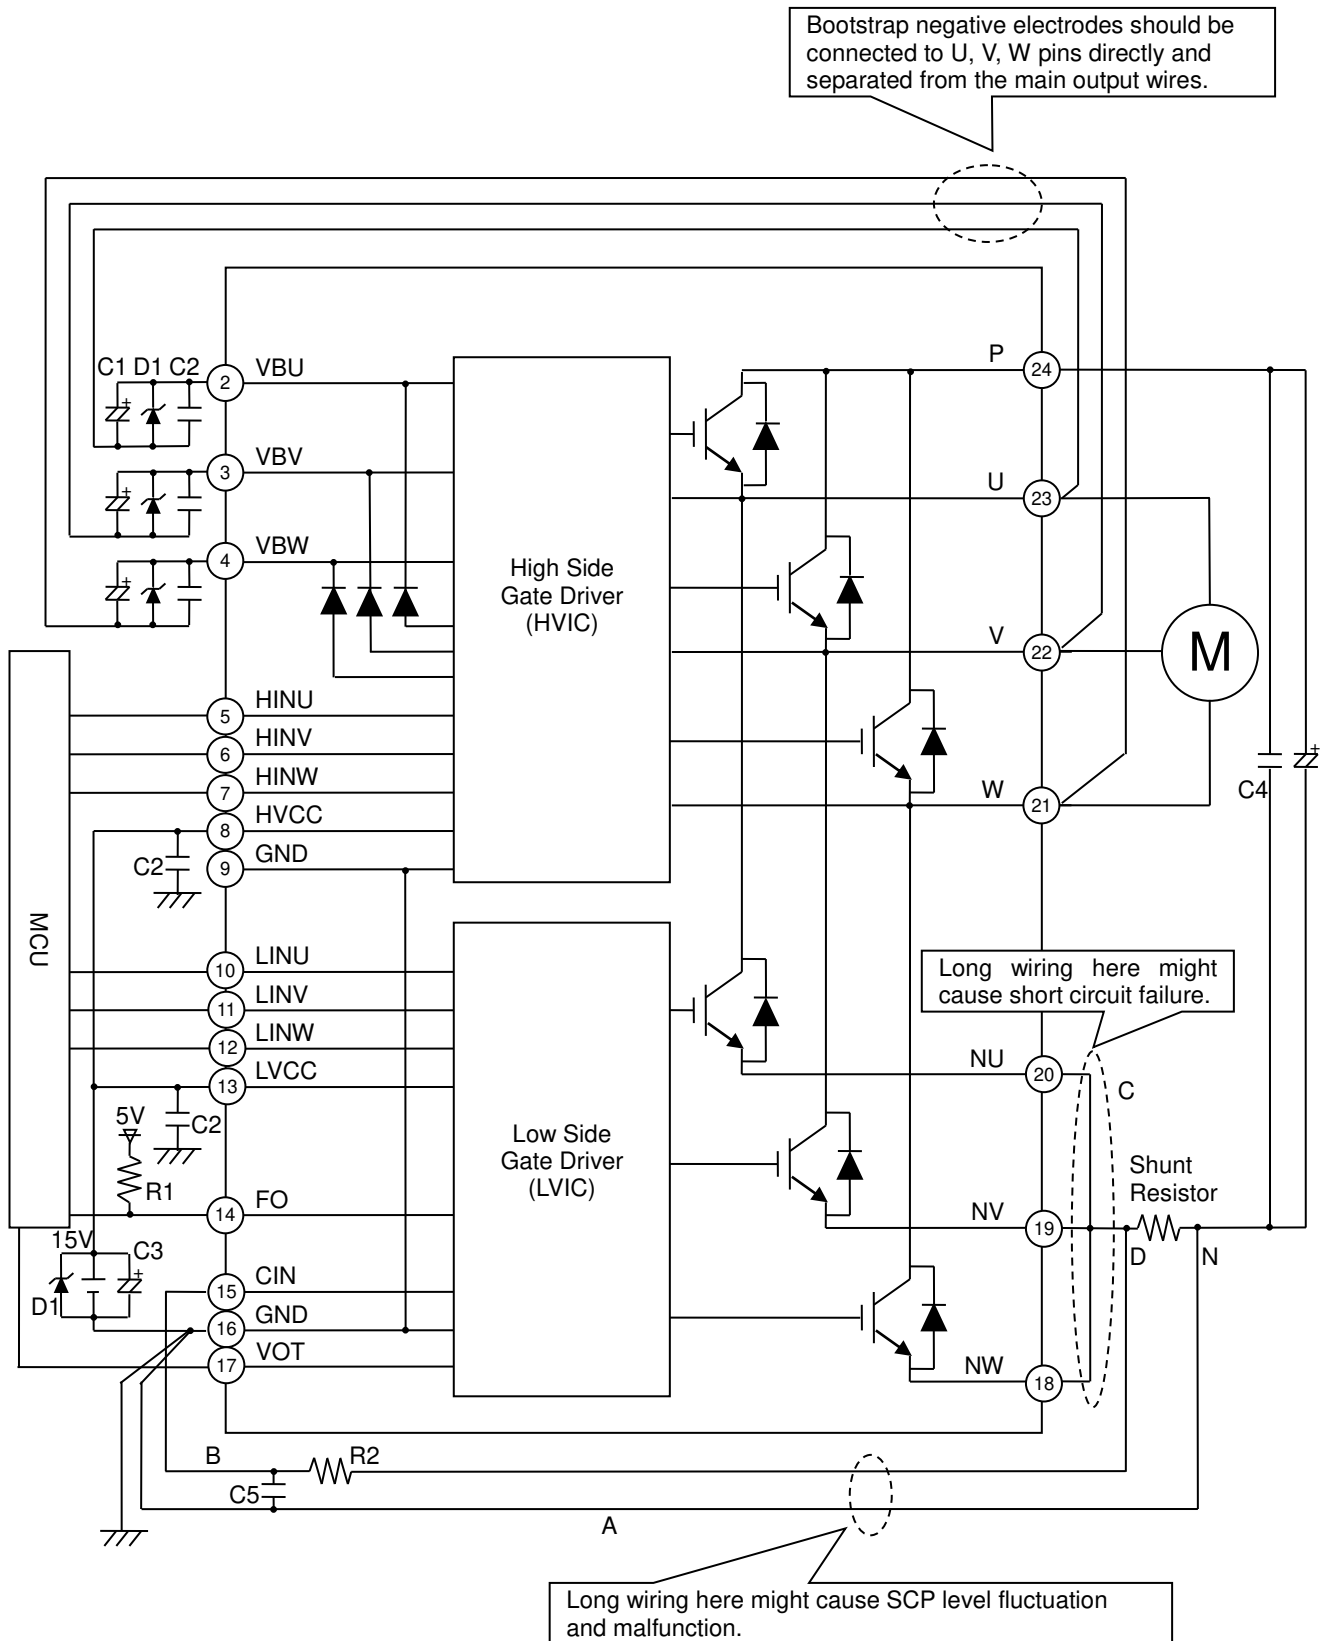 Bootstrap negative electrodes should be
connected to U, V, W pins directly and
separated from the main output wires.
C1 D1 C2
+
2
VBU
P
24
+
3
VBV
U
23
+
4
VBW
High Side
Gate Driver
(HVIC)
V
22
M
5
HINU
6
HINV
7
HINW
W
21
C4
+
8
HVCC
C2
9
GND
MCU
10
LINU
Long wiring here might
cause short circuit failure.
11
LINV
12
LINW
13
LVCC
NU
20
C
5V
C2
R1
Low Side
Gate Driver
(LVIC)
Shunt
Resistor
14
FO
NV
19
D
N
15V
C3
+
D1
15
CIN
16
GND
17
VOT
NW
18
B
R2
C5
A
Long wiring here might cause SCP level fluctuation
and malfunction.